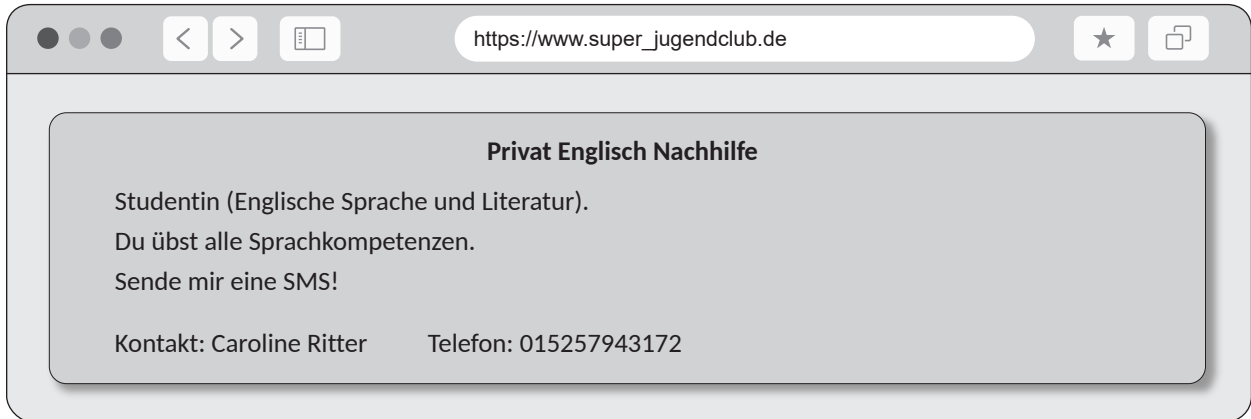 https://www.super_jugendclub.de
Privat Englisch Nachhilfe
Studentin (Englische Sprache und Literatur).
Du übst alle Sprachkompetenzen.
Sende mir eine SMS!
Kontakt: Caroline Ritter Telefon: 015257943172